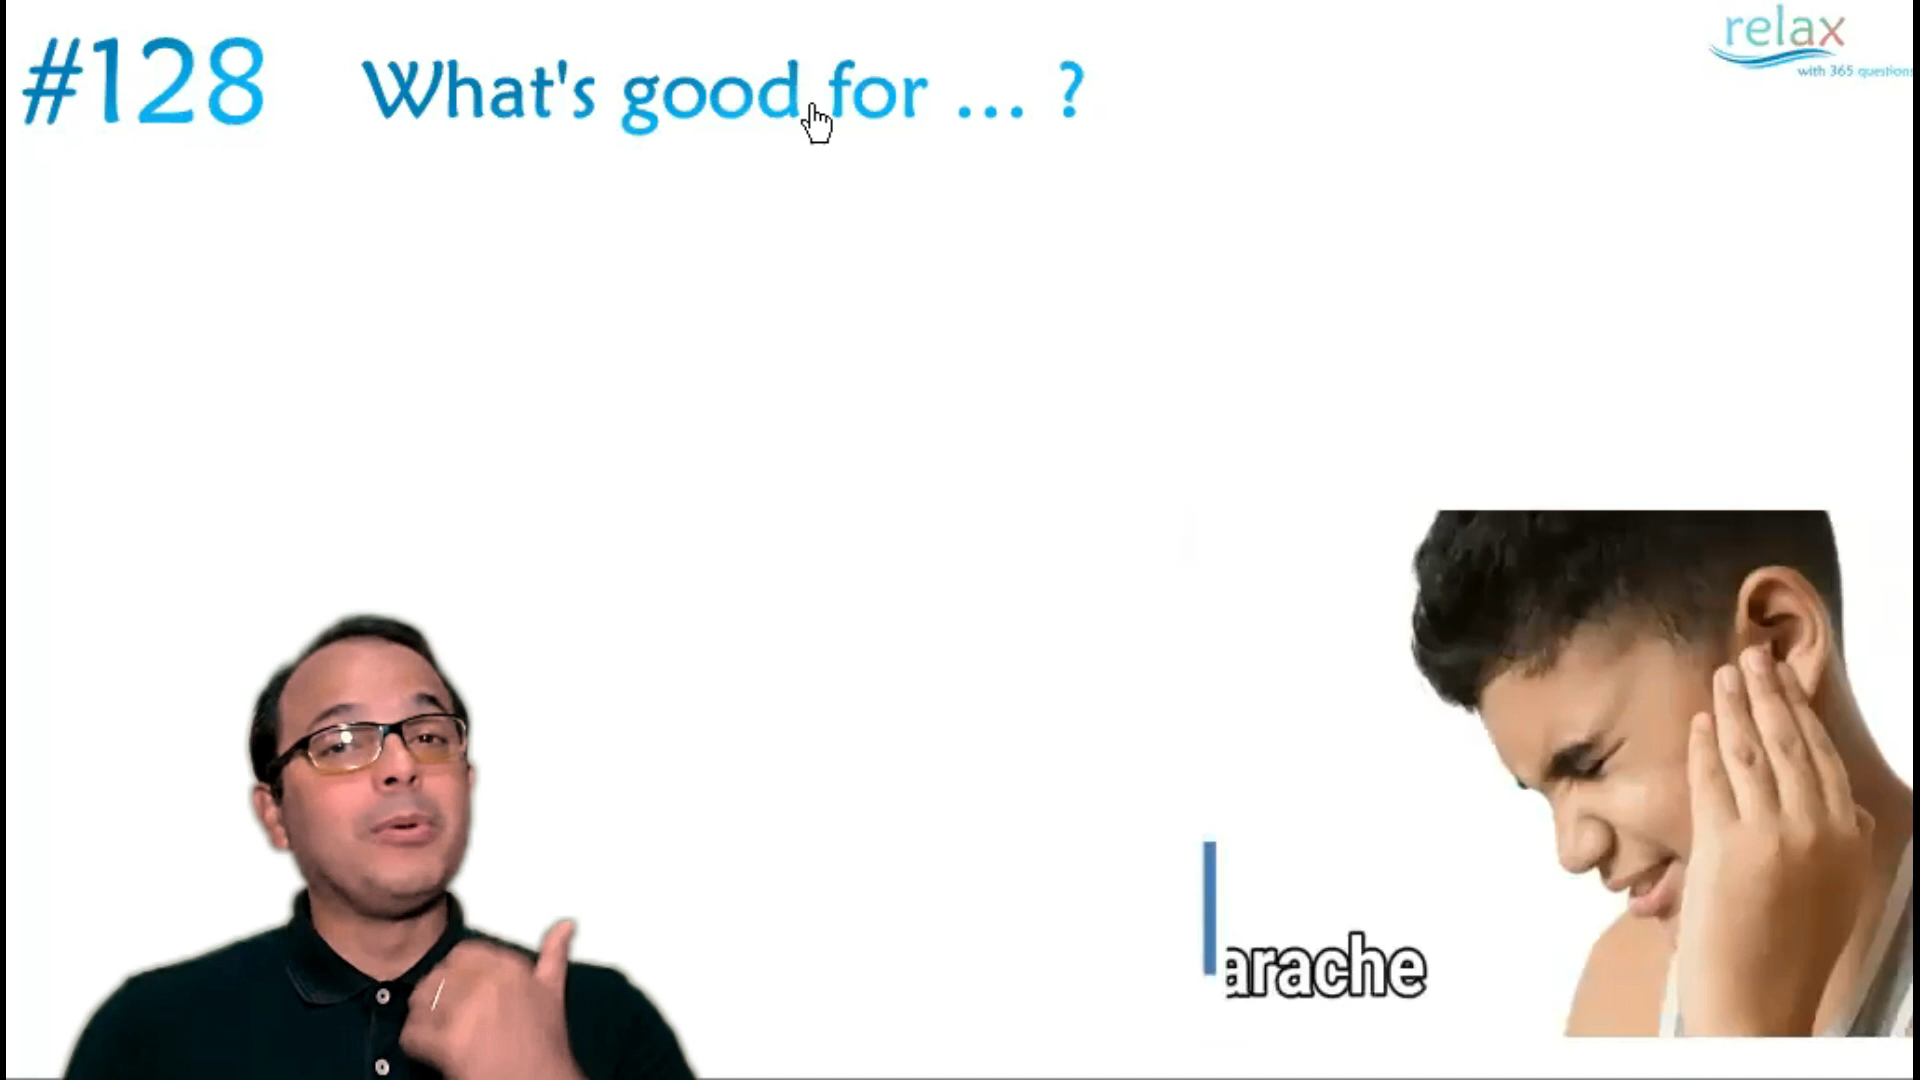 #128 What's good for ... ?
relax
with 365 questions
arache